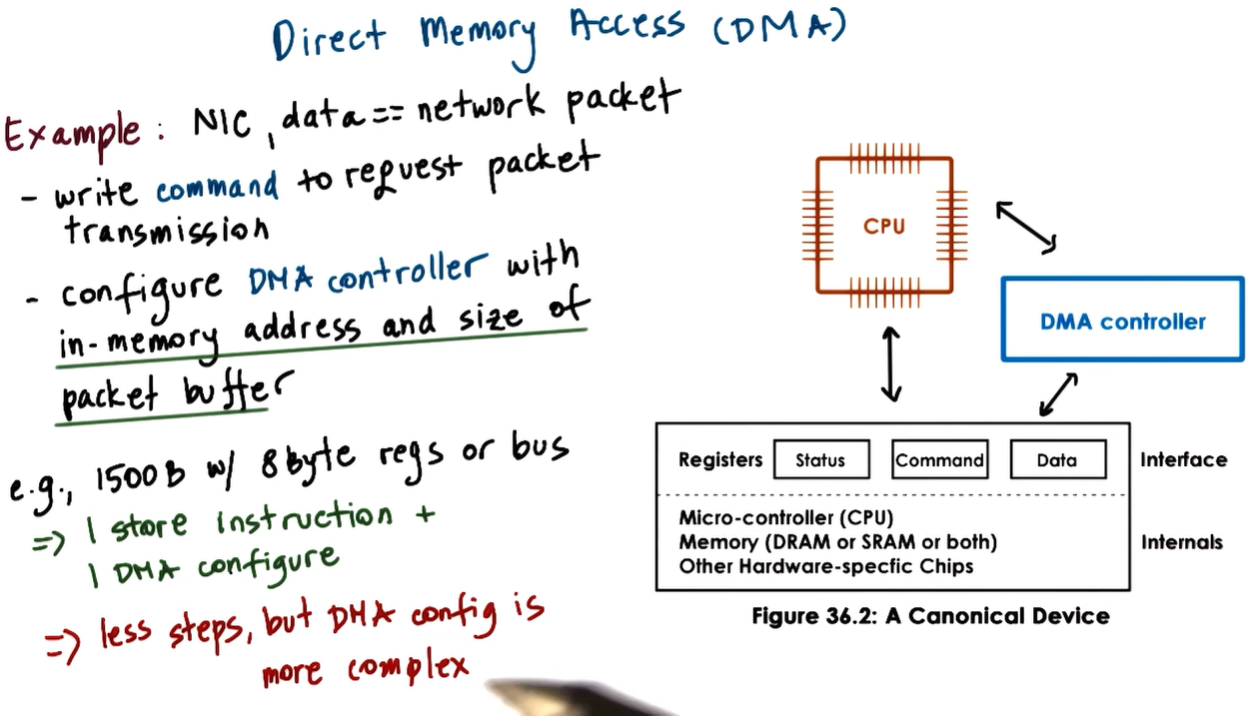 Direct Memory Access (DMA)
Example: NIC, data == network packet
- write command to request packet
transmission
- configure DMA controller with
in-memory address and size of
packet buffer
e.g., 1500B w/ 8byte regs or bus
=> 1 store instruction +
1 DMA configure
=> less steps, but DMA config is
more complex
CPU
DMA controller
Registers Status Command Data Interface
Micro-controller (CPU)
Memory (DRAM or SRAM or both) Internals
Other Hardware-specfic Chips
Figure 36.2: A Canonical Device